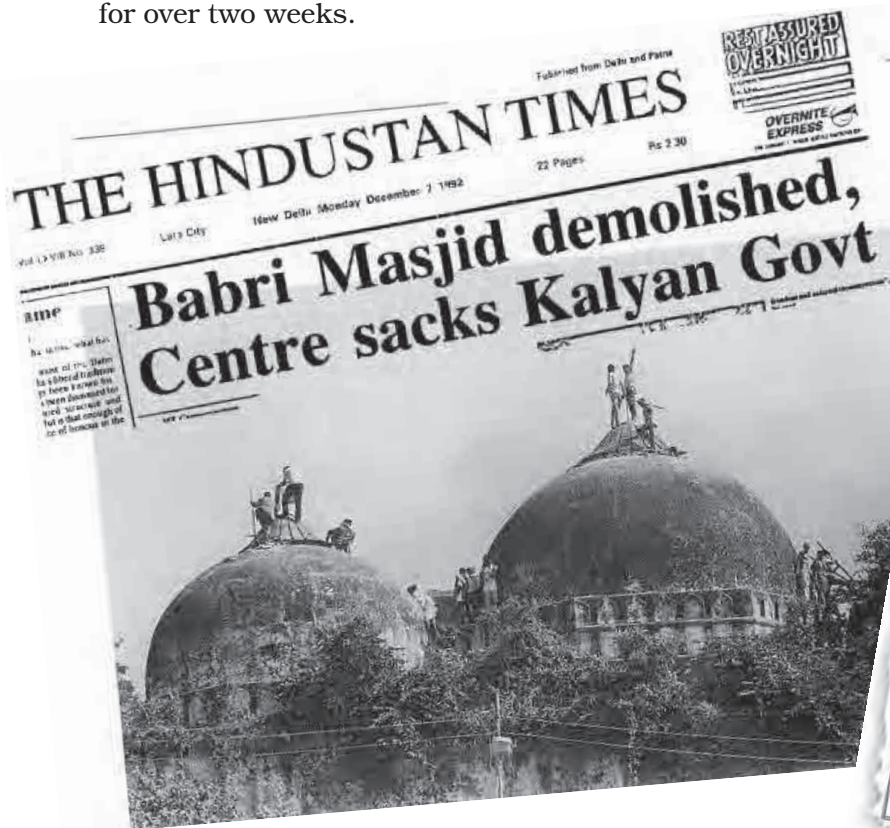 for over two weeks.
Published from Delhi and Patna
REST ASSURED
OVERNIGHT
OVERNITE
EXPRESS
THE HINDUSTAN TIMES
Late City
New Delhi Monday December 7 1992
22 Pages
Rs 2.30
Babri Masjid demolished,
Centre sacks Kalyan Govt